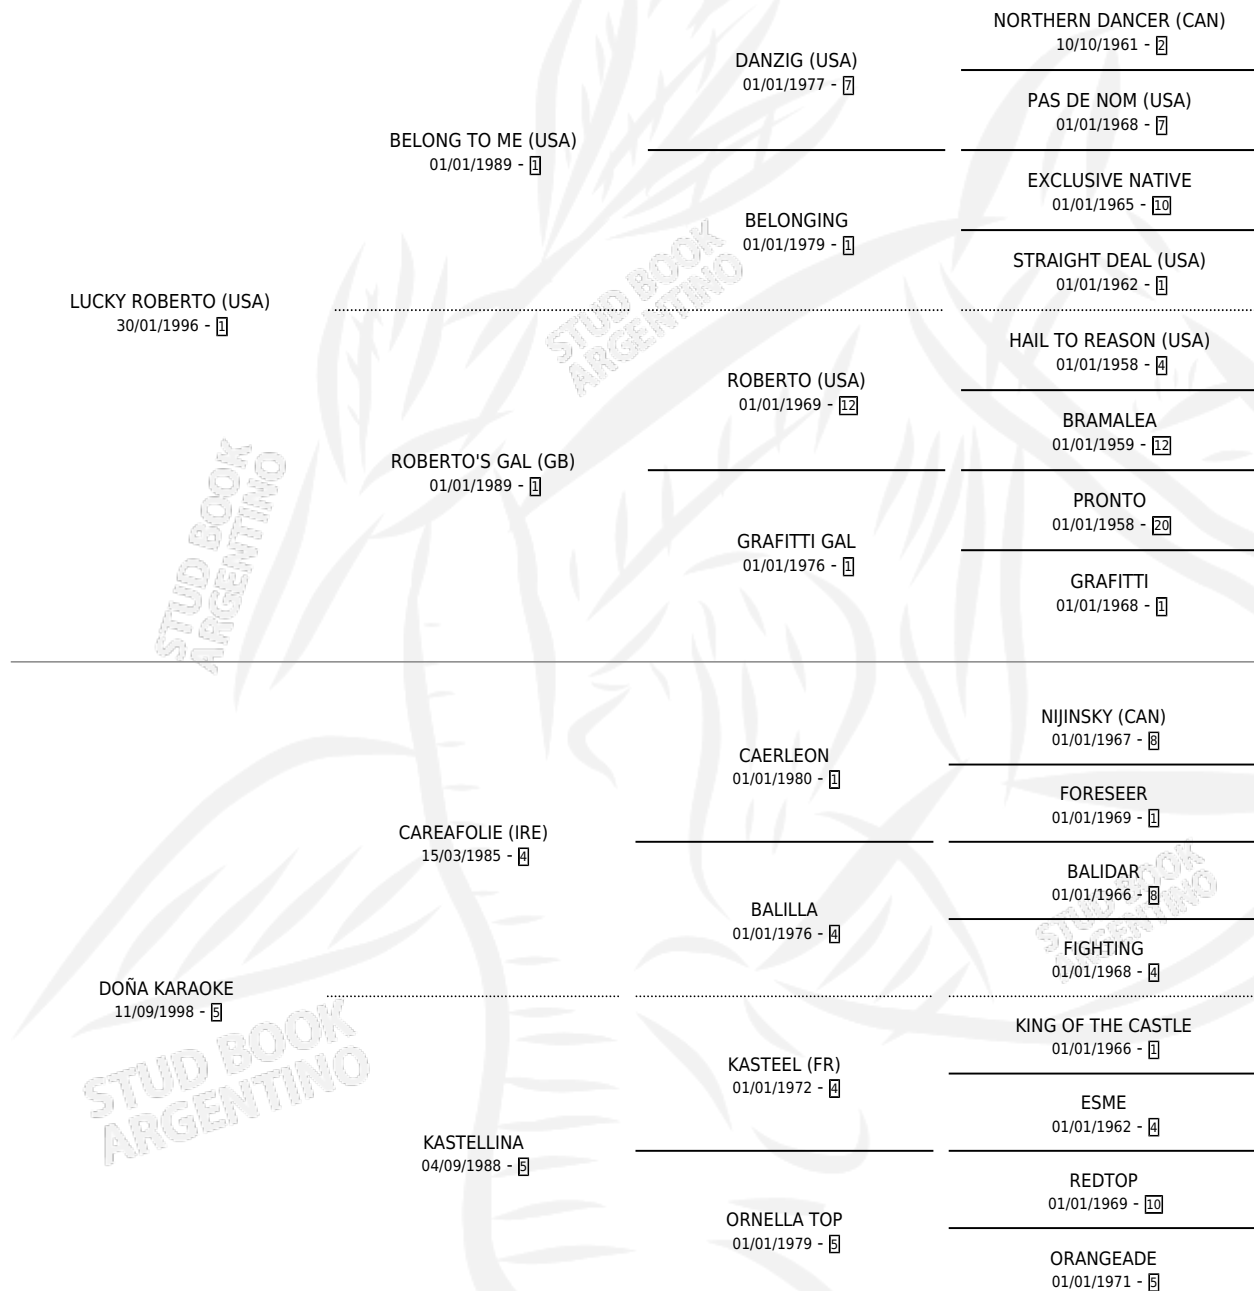 NORTHERN DANCER (CAN)
10/10/1961 - 2
DANZIG (USA)
01/01/1977 - 7
PAS DE NOM (USA)
01/01/1968 - 7
BELONG TO ME (USA)
01/01/1989 - 1
EXCLUSIVE NATIVE
01/01/1965 - 10
BELONGING
01/01/1979 - 1
STRAIGHT DEAL (USA)
01/01/1962 - 1
LUCKY ROBERTO (USA)
30/01/1996 - 1
STUD BOOK
ARGENTINO
HAIL TO REASON (USA)
01/01/1958 - 4
ROBERTO (USA)
01/01/1969 - 12
BRAMALEA
01/01/1959 - 12
ROBERTO'S GAL (GB)
01/01/1989 - 1
PRONTO
01/01/1958 - 20
GRAFITTI GAL
01/01/1976 - 1
GRAFITTI
01/01/1968 - 1
STUD BOOK
ARGENTINO
NIJINSKY (CAN)
01/01/1967 - 8
CAERLEON
01/01/1980 - 1
FORESEER
01/01/1969 - 1
CAREAFOLIE (IRE)
15/03/1985 - 4
BALIDAR
01/01/1966 - 8
BALILLA
01/01/1976 - 4
STUD BOOK
ARGENTINO
FIGHTING
01/01/1968 - 4
DOÑA KARAOKE
11/09/1998 - 5
KING OF THE CASTLE
01/01/1966 - 1
KASTEEL (FR)
01/01/1972 - 4
STUD BOOK
ARGENTINO
ESME
01/01/1962 - 4
KASTELLINA
04/09/1988 - 5
REDTOP
01/01/1969 - 10
ORNELLA TOP
01/01/1979 - 5
ORANGEADE
01/01/1971 - 5